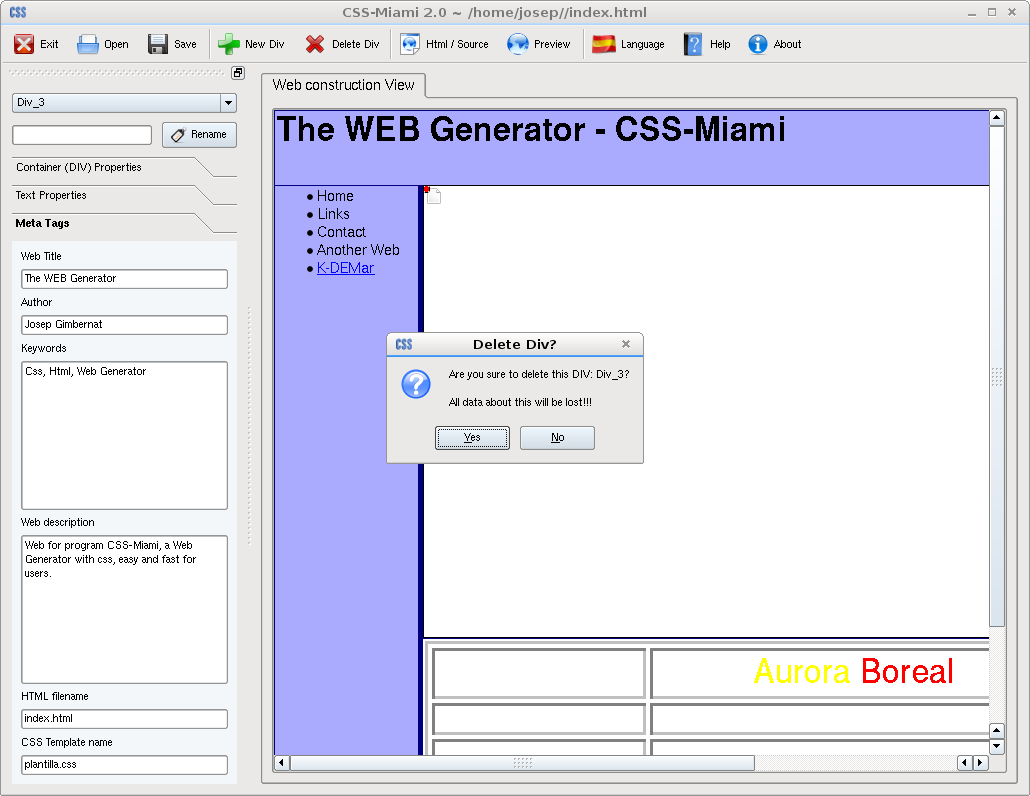 CSS
CSS-Miami 2.0 ~ /home/josep//index.html
Exit
Open
Save
New Div
Delete Div
Html / Source
Preview
Language
Help
About
Div_3
Rename
Container (DIV) Properties
Text Properties
Meta Tags
Web Title
The WEB Generator
Author
Josep Gimbernat
Keywords
Css, Html, Web Generator
Web description
Web for program CSS-Miami, a Web
Generator with css, easy and fast for
users.
HTML filename
index.html
CSS Template name
plantilla.css
Web construction View
The WEB Generator - CSS-Miami
Home
Links
Contact
Another Web
K-DEMar
CSS
Delete Div?
Are you sure to delete this DIV: Div_3?
All data about this will be lost!!!
Yes
No
Aurora Boreal